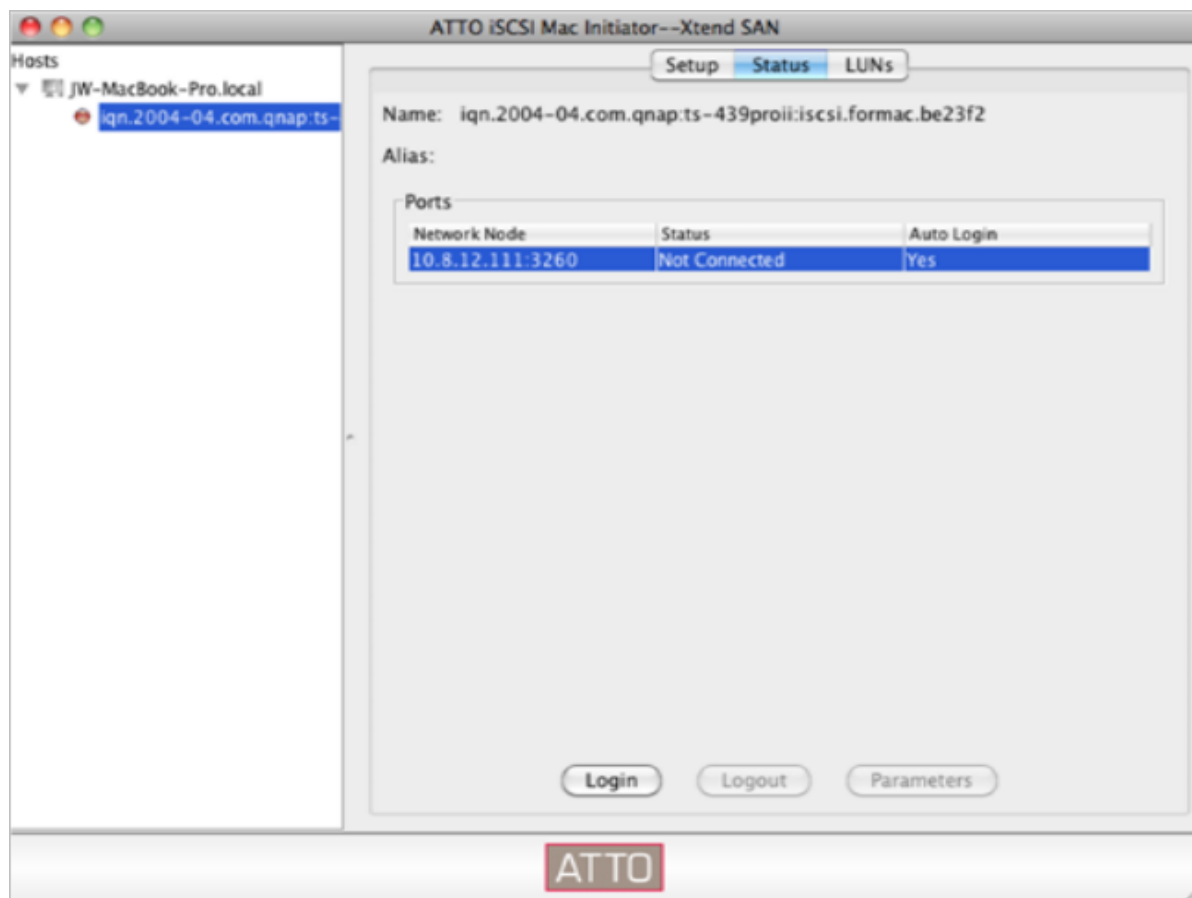 ATTO iSCSI Mac Initiator--Xtend SAN
Hosts
JW-MacBook-Pro.local
iqn.2004-04.com.qnap:ts-
Setup Status LUNs
Name: iqn.2004-04.com.qnap:ts-439proii:iscsi.formac.be23f2
Alias:
Ports
Network Node Status Auto Login
10.8.12.111:3260 Not Connected Yes
Login Logout Parameters
ATTO